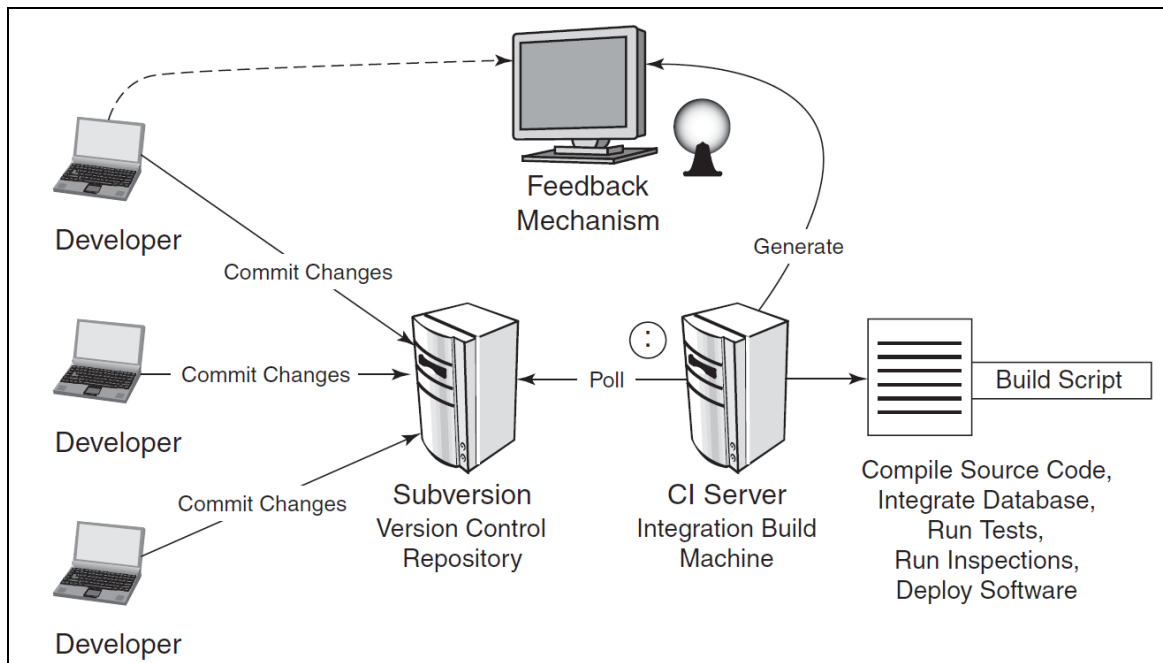 Feedback
Mechanism
Developer
Generate
Commit Changes
:
Commit Changes
Poll
Build Script
Developer
Commit Changes
Subversion
Version Control
Repository
CI Server
Integration Build
Machine
Compile Source Code,
Integrate Database,
Run Tests,
Run Inspections,
Deploy Software
Developer